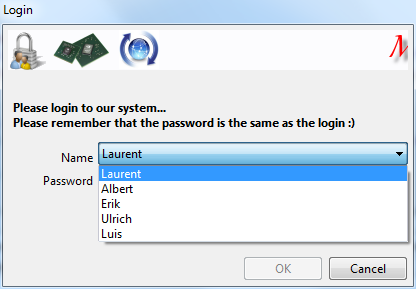 Login
Please login to our system...
Please remember that the password is the same as the login :)
Name
Laurent
Password
Laurent
Albert
Erik
Ulrich
Luis
OK
Cancel